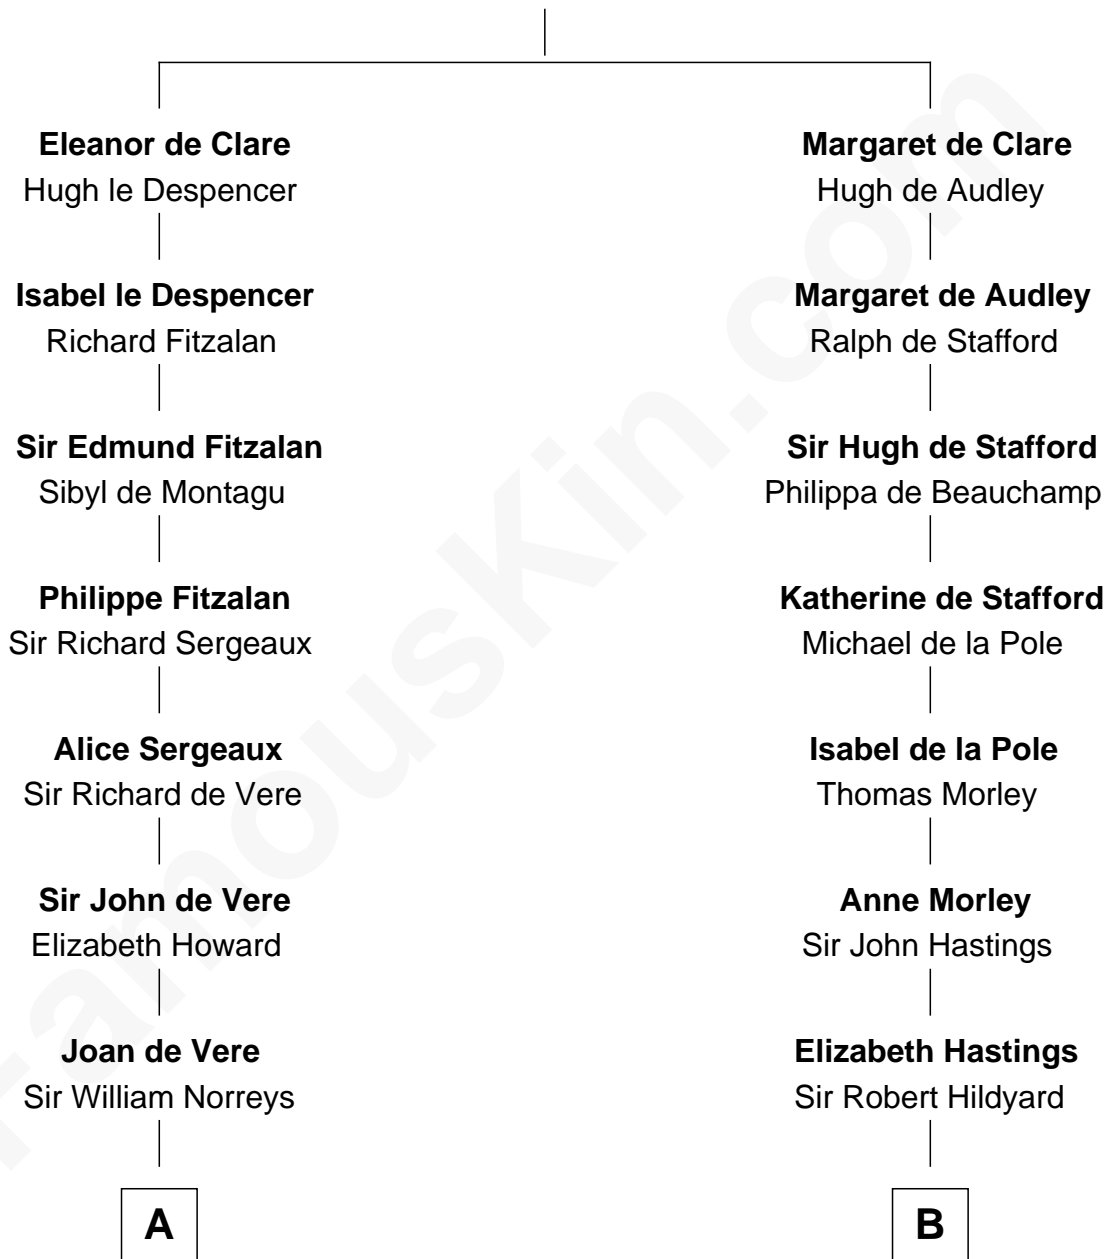 Eleanor de Clare
Hugh le Despencer
Margaret de Clare
Hugh de Audley
Isabel le Despencer
Richard Fitzalan
Margaret de Audley
Ralph de Stafford
Sir Edmund Fitzalan
Sibyl de Montagu
Sir Hugh de Stafford
Philippa de Beauchamp
Philippe Fitzalan
Sir Richard Sergeaux
Katherine de Stafford
Michael de la Pole
Alice Sergeaux
Sir Richard de Vere
Isabel de la Pole
Thomas Morley
Sir John de Vere
Elizabeth Howard
Anne Morley
Sir John Hastings
Joan de Vere
Sir William Norreys
Elizabeth Hastings
Sir Robert Hildyard
A
B
FamousKin.com